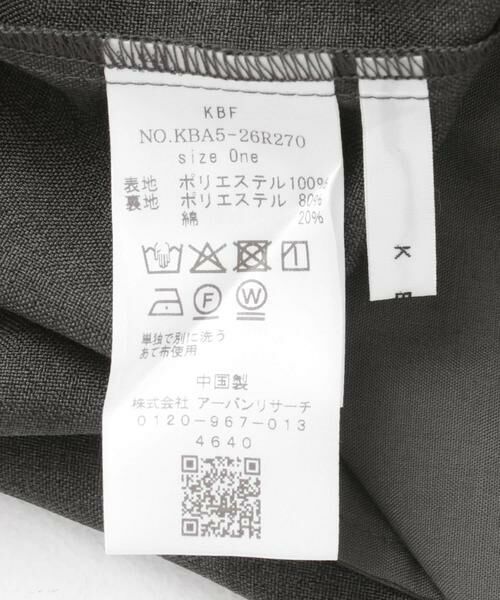 KBF
NO.KBA5-26R270
size One
表地 ポリエステル100%
裏地 ポリエステル 80%
綿 20%
F W
単独で別に洗う
あて布使用
中国製
株式会社 アーバンリサーチ
0120-967-013
4640
K B